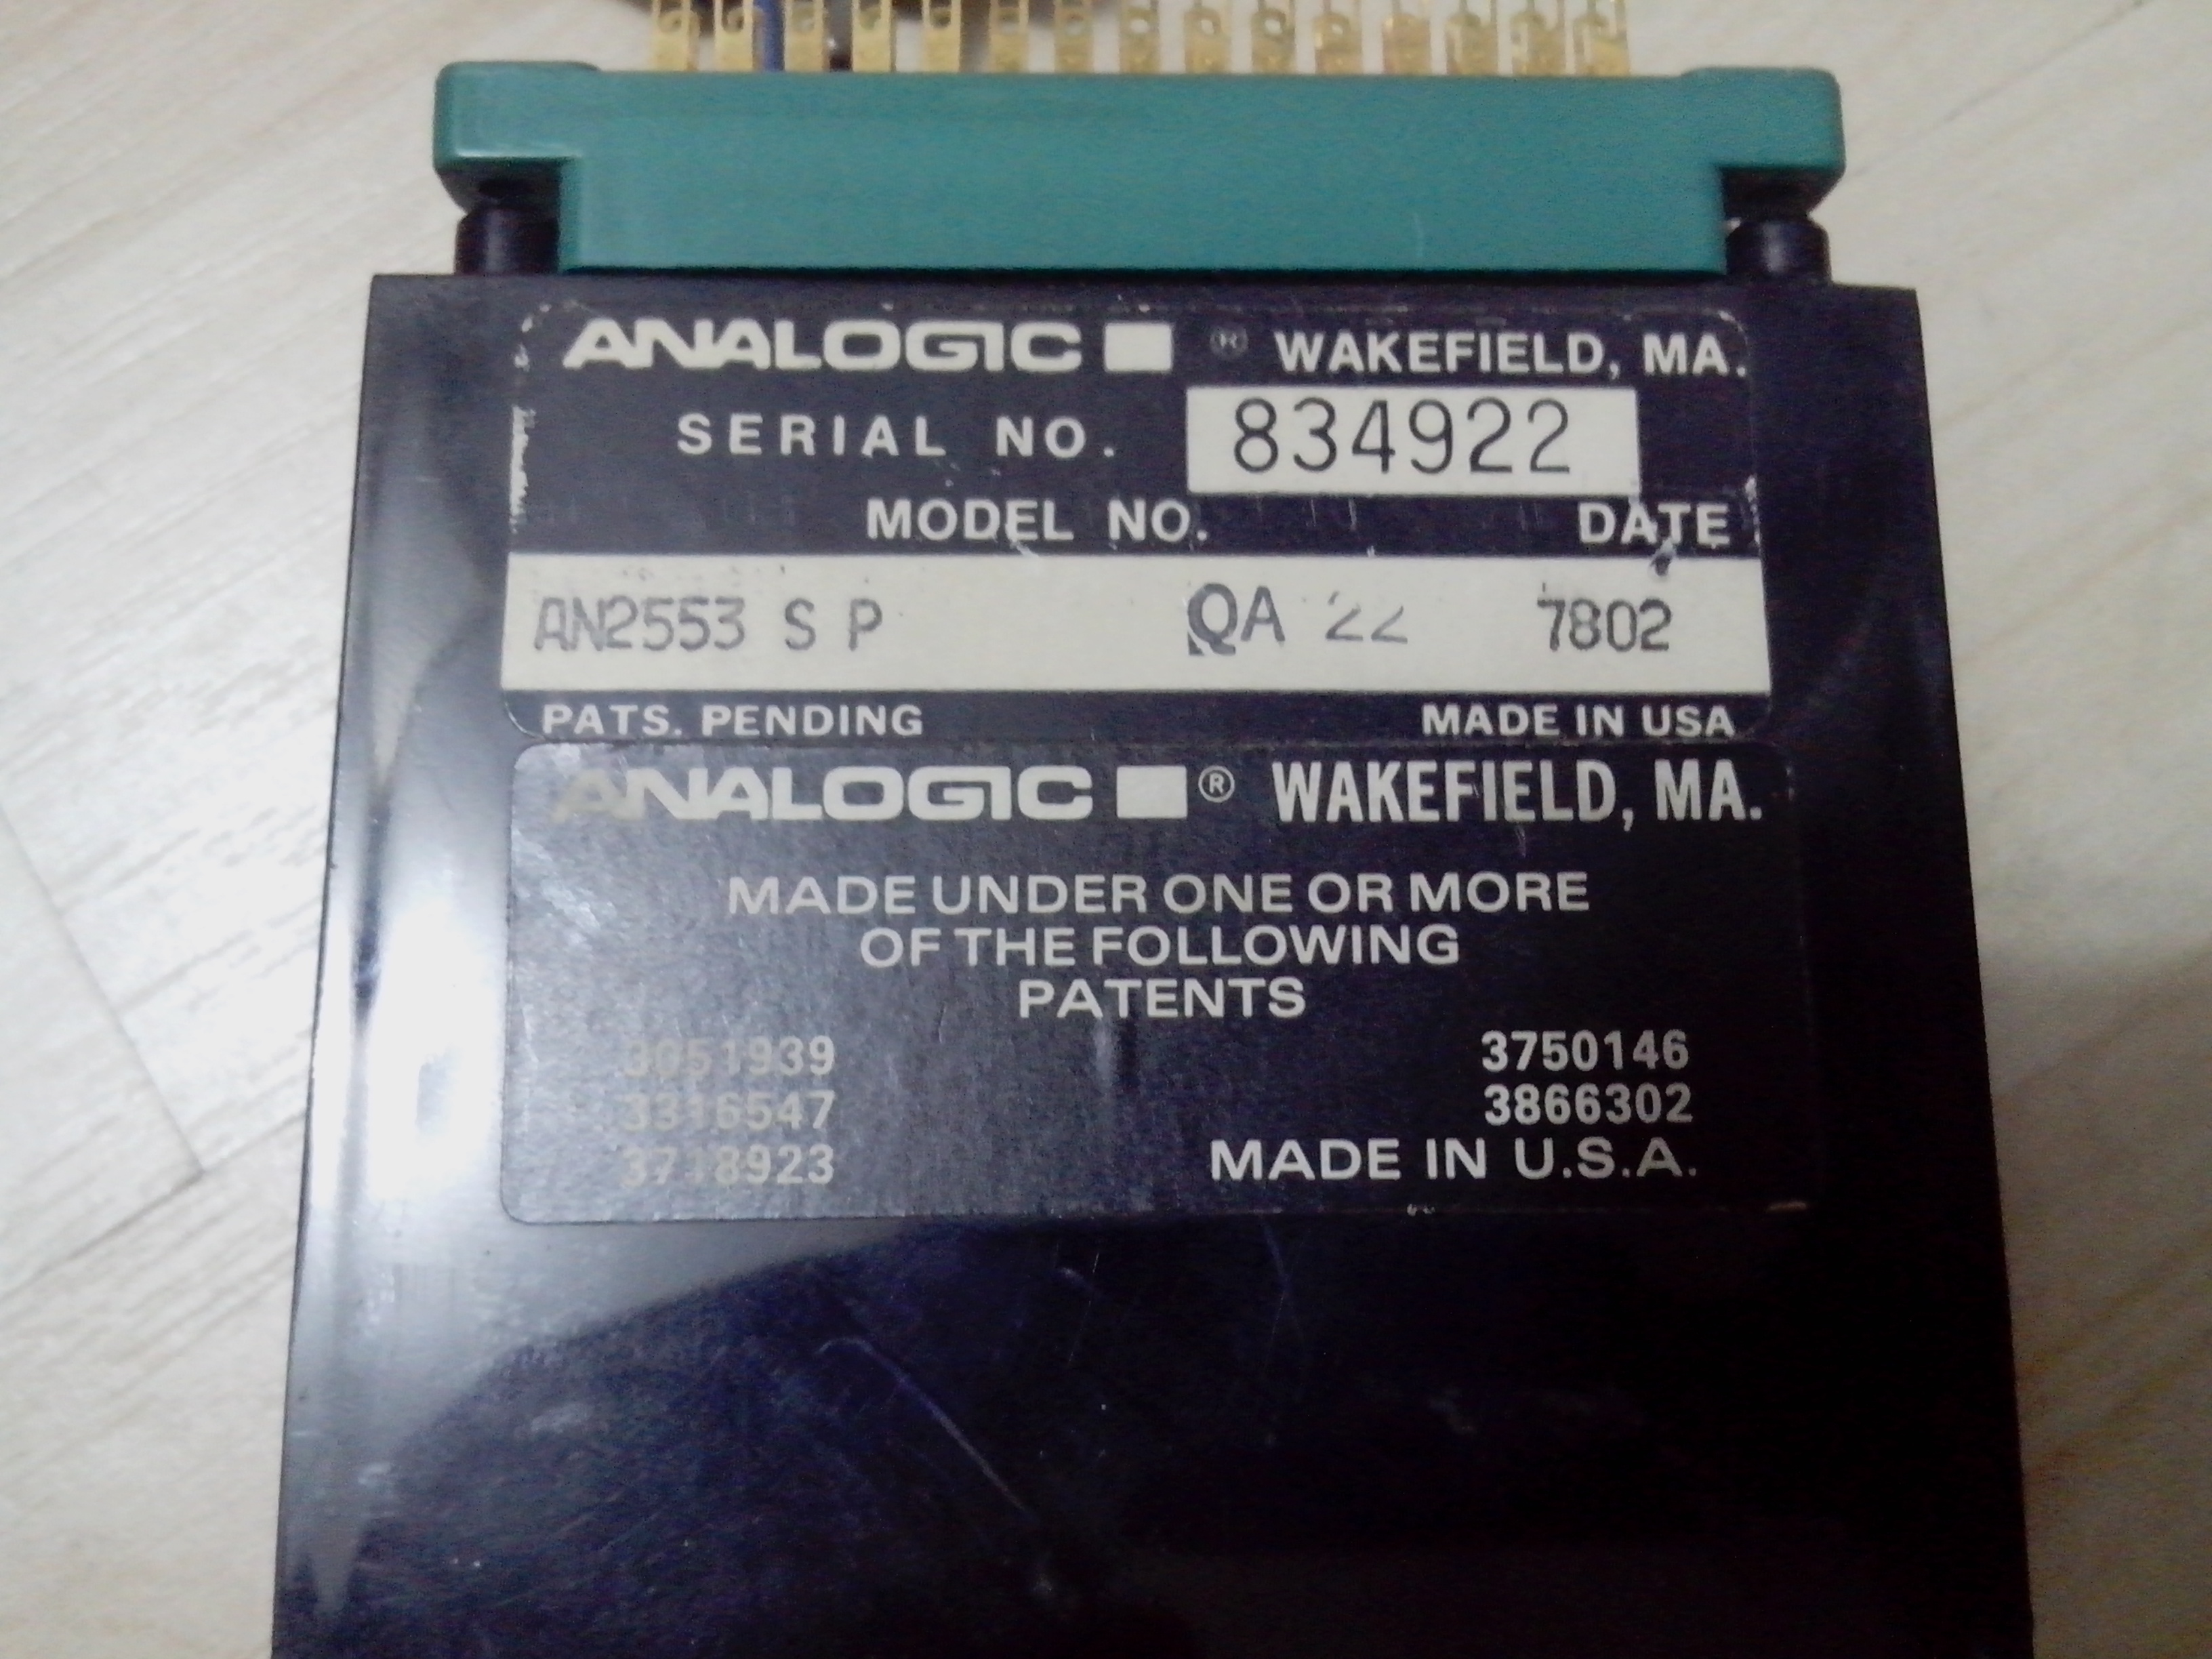 ANALOGIC ® WAKEFIELD, MA.
SERIAL NO. 834922
MODEL NO. DATE
AN2553 S P QA 22 7802
PATS. PENDING MADE IN USA
ANALOGIC ® WAKEFIELD, MA.
MADE UNDER ONE OR MORE
OF THE FOLLOWING
PATENTS
3051939 3750146
3316547 3866302
3718923 MADE IN U.S.A.